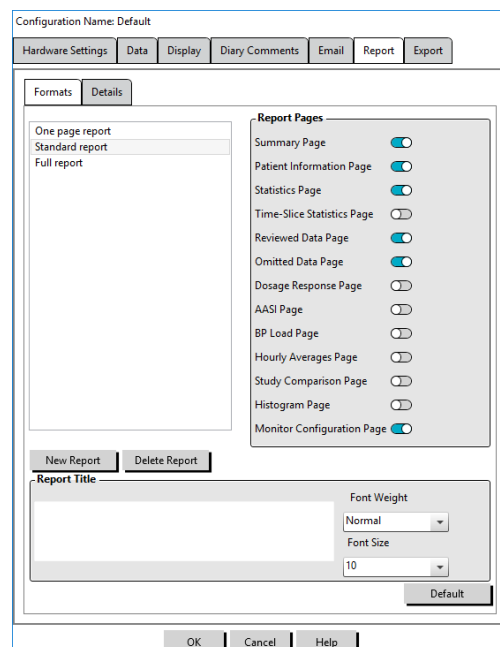 Configuration Name: Default
Hardware Settings Data Display Diary Comments Email Report Export
Formats Details
One page report
Standard report
Full report
Report Pages
Summary Page
Patient Information Page
Statistics Page
Time-Slice Statistics Page
Reviewed Data Page
Omitted Data Page
Dosage Response Page
AASI Page
BP Load Page
Hourly Averages Page
Study Comparison Page
Histogram Page
Monitor Configuration Page
New Report Delete Report
Report Title
Font Weight
Normal
Font Size
10
Default
OK Cancel Help